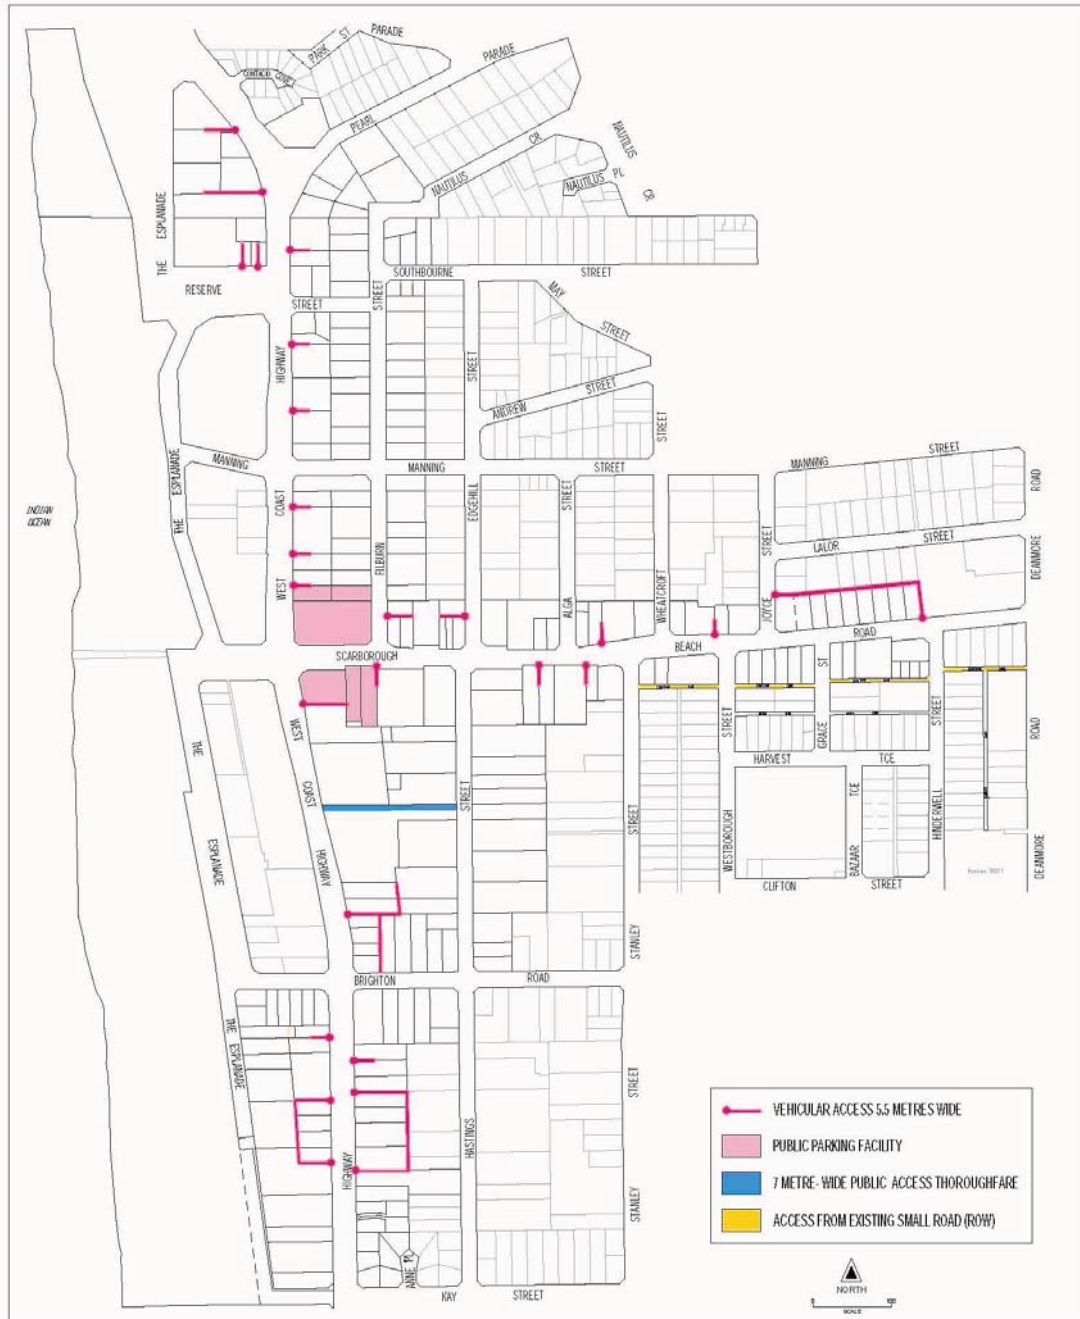 PARK ST
PARADE
PARADE
CONTACIO COVE
PEARL
NAUTILUS CR
NAUTILUS
NAUTILUS PL
CR
THE ESPLANADE
SOUTHBOURNE STREET
RESERVE STREET
STREET
MAY STREET
HIGHWAY
STREET
ANDREW STREET
STREET
MANNING
MANNING STREET
MANNING STREET
ROAD
THE ESPLANADE
COAST
EDGEHILL
STREET
INDIAN
OCEAN
STREET
LALOR STREET
DEANMORE
FILBURN
WEST
ALGA
WHEATCROFT
JOYCE
ROAD
SCARBOROUGH BEACH
ST
WEST
STREET
GRACE
STREET
ROAD
THE
HARVEST TCE
COAST
STREET
STREET
TCE
HINDERWELL
ESPLANADE
HIGHWAY
WESTBOROUGH
BAZAAR
DEANMORE
CLIFTON STREET
STANLEY
BRIGHTON ROAD
THE ESPLANADE
STREET
HASTINGS
HIGHWAY
STANLEY
ANNE PL
KAY STREET
VEHICULAR ACCESS 5.5 METRES WIDE
PUBLIC PARKING FACILITY
7 METRE- WIDE PUBLIC ACCESS THOROUGHFARE
ACCESS FROM EXISTING SMALL ROAD (ROW)
NORTH
0 100
SCALE